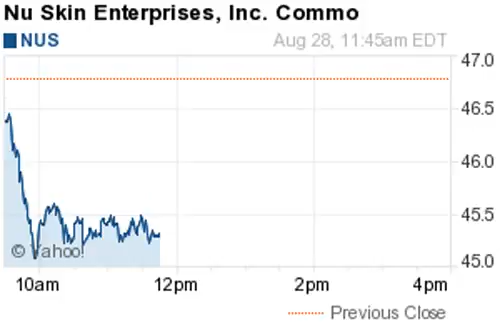 Nu Skin Enterprises, Inc. Commo
NUS Aug 28, 11:45am EDT
47.0
46.5
46.0
45.5
45.0
© Yahoo!
10am 12pm 2pm 4pm
Previous Close